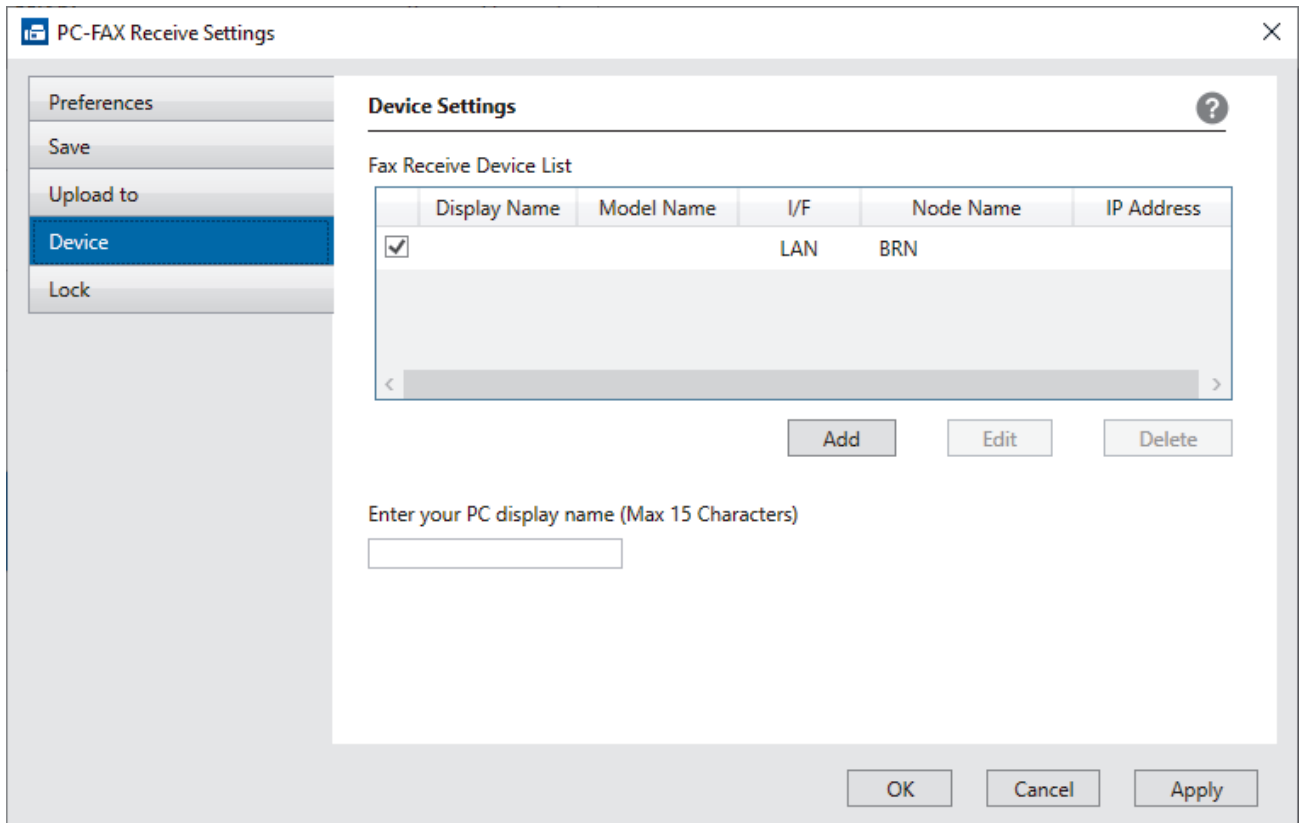 PC-FAX Receive Settings
Preferences
Save
Upload to
Device
Lock
Device Settings
?
Fax Receive Device List
Display Name Model Name I/F Node Name IP Address
LAN BRN
Add Edit Delete
Enter your PC display name (Max 15 Characters)
OK Cancel Apply